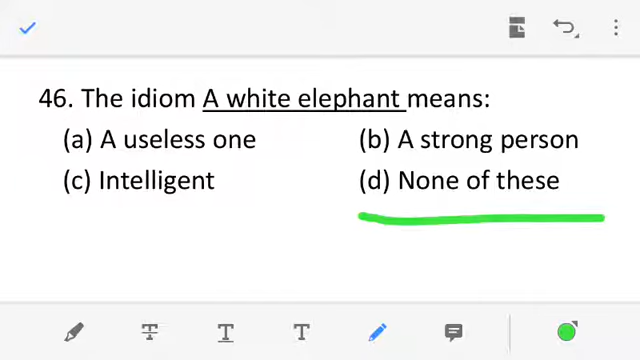 46. The idiom A white elephant means:
(a) A useless one (b) A strong person
(c) Intelligent (d) None of these